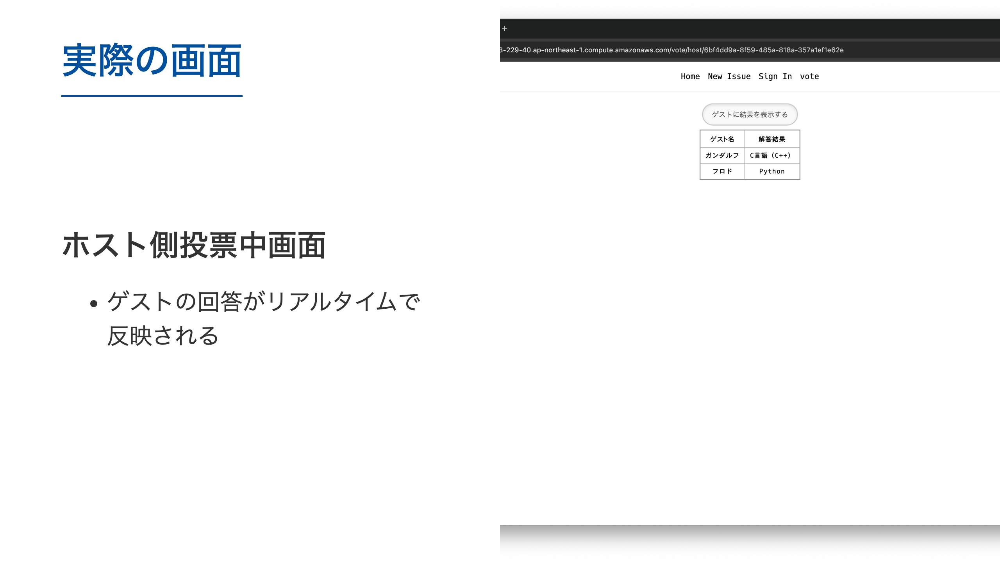 実際の画面
ホスト側投票中画面
• ゲストの回答がリアルタイムで
反映される
+
3-229-40.ap-northeast-1.compute.amazonaws.com/vote/host/6bf4dd9a-8f59-485a-818a-357a1ef1e62e
Home New Issue Sign In vote
ゲストに結果を表示する
ゲスト名 解答結果
ガンダルフ C言語（C++）
フロド Python